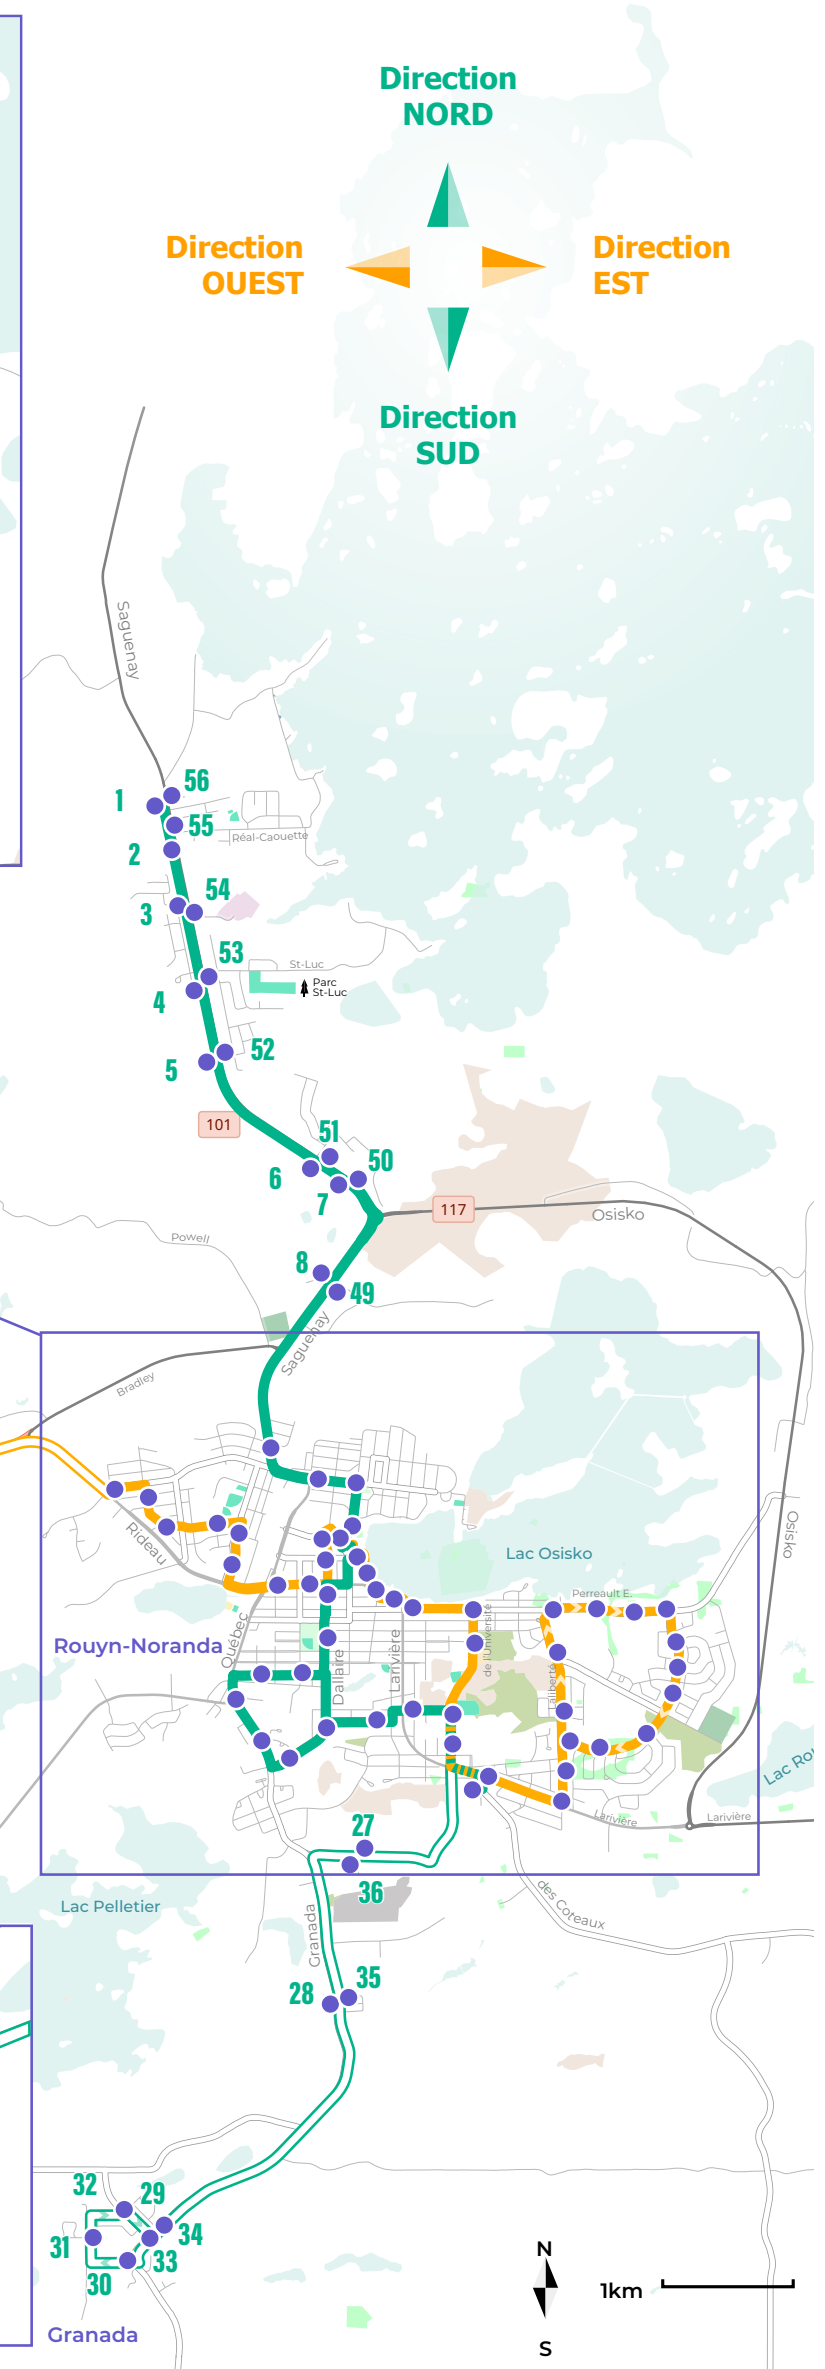 Direction
NORD
Direction
OUEST
Direction
EST
Direction
SUD
Saguenay
56
1
55
Réal-Caouette
2
54
3
53
St-Luc
Parc
St-Luc
4
52
5
101
51
50
6
7
117
Osisko
Powell
8
49
Saguenay
Bradley
Rideau
Osisko
Lac Osisko
Perreault E.
Québec
Rouyn-Noranda
Dallaire
Larivière
de l'Université
Laliberté
Lac Rou
Larivière
Larivière
27
36
des Coteaux
Lac Pelletier
Granada
28
35
32
29
34
31
33
30
N
1km
S
Granada